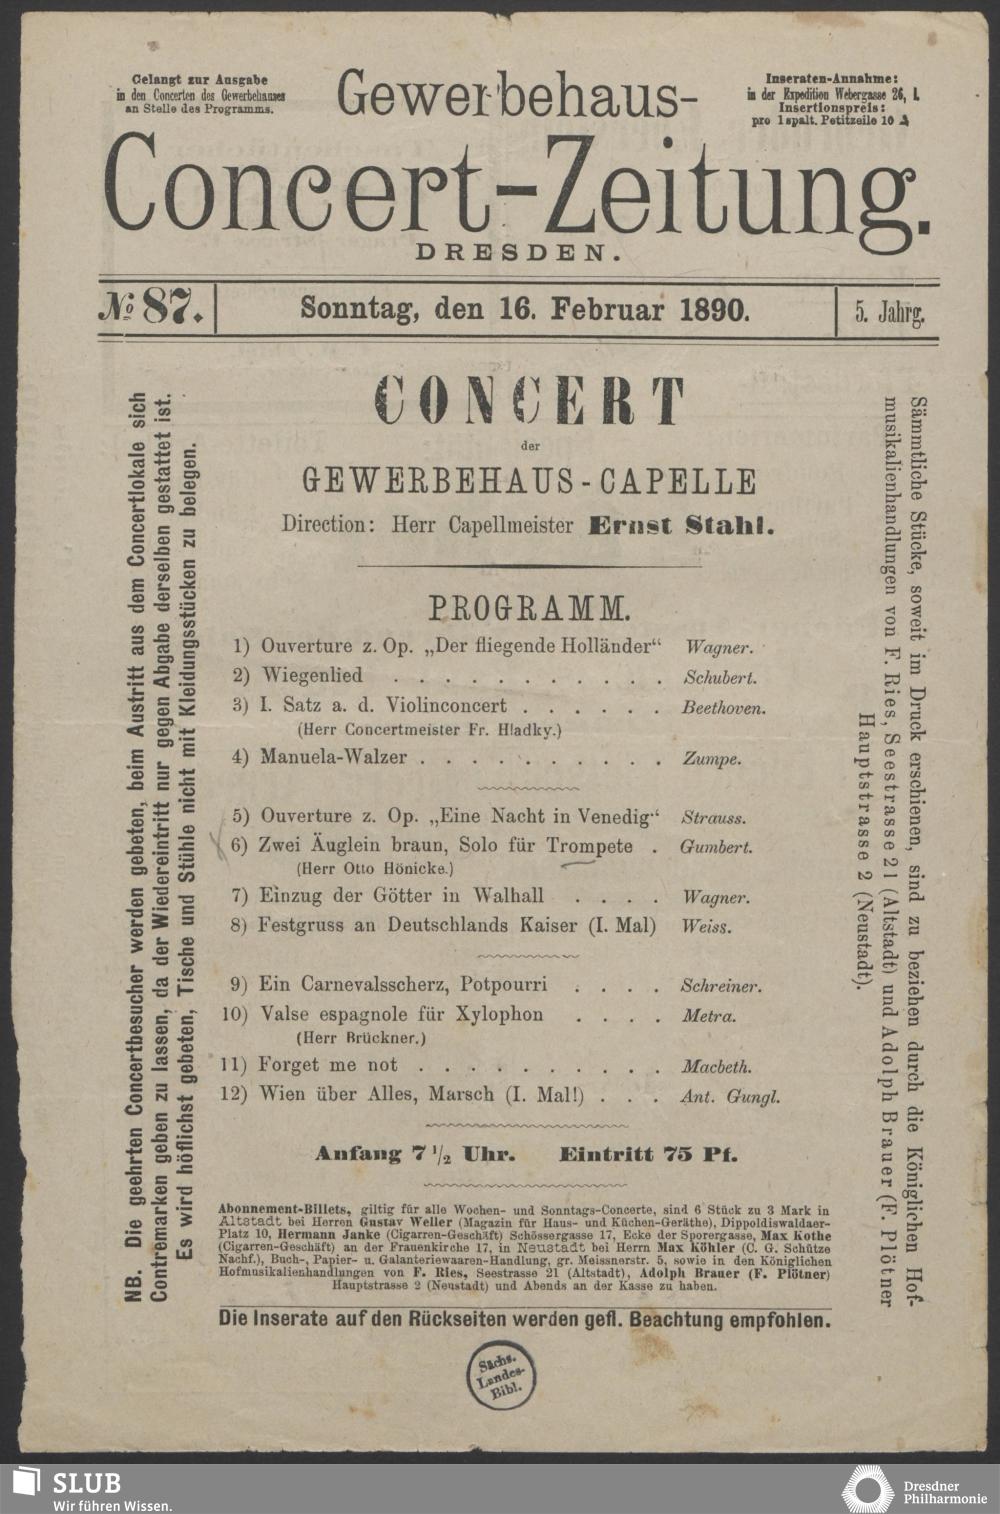 Gelangt zur Ausgabe
in den Concerten des Gewerbehauses
an Stelle des Programms.
Gewerbehaus-
Inseraten-Annahme:
in der Expedition Webergasse 26, I.
Insertionspreis:
pro 1spalt. Petitzeile 10 ₰
Concert-Zeitung.
DRESDEN.
No 87.
Sonntag, den 16. Februar 1890.
5. Jahrg.
NB. Die geehrten Concertbesucher werden gebeten, beim Austritt aus dem Concertlokale sich
Contremarken geben zu lassen, da der Wiedereintritt nur gegen Abgabe derselben gestattet ist.
Es wird höflichst gebeten, Tische und Stühle nicht mit Kleidungsstücken zu belegen.
CONCERT
der
GEWERBEHAUS-CAPELLE
Direction: Herr Capellmeister Ernst Stahl.
PROGRAMM.
1) Ouverture z. Op. „Der fliegende Holländer“ Wagner.
2) Wiegenlied . . . . . . . . . . . Schubert.
3) I. Satz a. d. Violinconcert . . . . . . Beethoven.
(Herr Concertmeister Fr. Hladky.)
4) Manuela-Walzer . . . . . . . . . . Zumpe.
5) Ouverture z. Op. „Eine Nacht in Venedig“ Strauss.
6) Zwei Äuglein braun, Solo für Trompete . Gumbert.
(Herr Otto Hönicke.)
7) Einzug der Götter in Walhall . . . . Wagner.
8) Festgruss an Deutschlands Kaiser (I. Mal) Weiss.
9) Ein Carnevalsscherz, Potpourri . . . . Schreiner.
10) Valse espagnole für Xylophon . . . . Metra.
(Herr Brückner.)
11) Forget me not . . . . . . . . . . Macbeth.
12) Wien über Alles, Marsch (I. Mal!) . . . Ant. Gungl.
Anfang 7 1/2 Uhr. Eintritt 75 Pf.
Abonnement-Billets, giltig für alle Wochen- und Sonntags-Concerte, sind 6 Stück zu 3 Mark in
Altstadt bei Herren Gustav Weller (Magazin für Haus- und Küchen-Geräthe), Dippoldiswaldaer-
Platz 10, Hermann Janke (Cigarren-Geschäft) Schössergasse 17, Ecke der Sporergasse, Max Kothe
(Cigarren-Geschäft) an der Frauenkirche 17, in Neustadt bei Herrn Max Köhler (C. G. Schütze
Nachf.), Buch-, Papier- u. Galanteriewaaren-Handlung, gr. Meissnerstr. 5, sowie in den Königlichen
Hofmusikalienhandlungen von F. Ries, Seestrasse 21 (Altstadt), Adolph Brauer (F. Plötner)
Hauptstrasse 2 (Neustadt) und Abends an der Kasse zu haben.
Die Inserate auf den Rückseiten werden gefl. Beachtung empfohlen.
Sämmtliche Stücke, soweit im Druck erschienen, sind zu beziehen durch die Königlichen Hof-
musikalienhandlungen von F. Ries, Seestrasse 21 (Altstadt) und Adolph Brauer (F. Plötner
Hauptstrasse 2 (Neustadt).
Sächs.
Landes-
Bibl.
SLUB
Wir führen Wissen.
Dresdner
Philharmonie